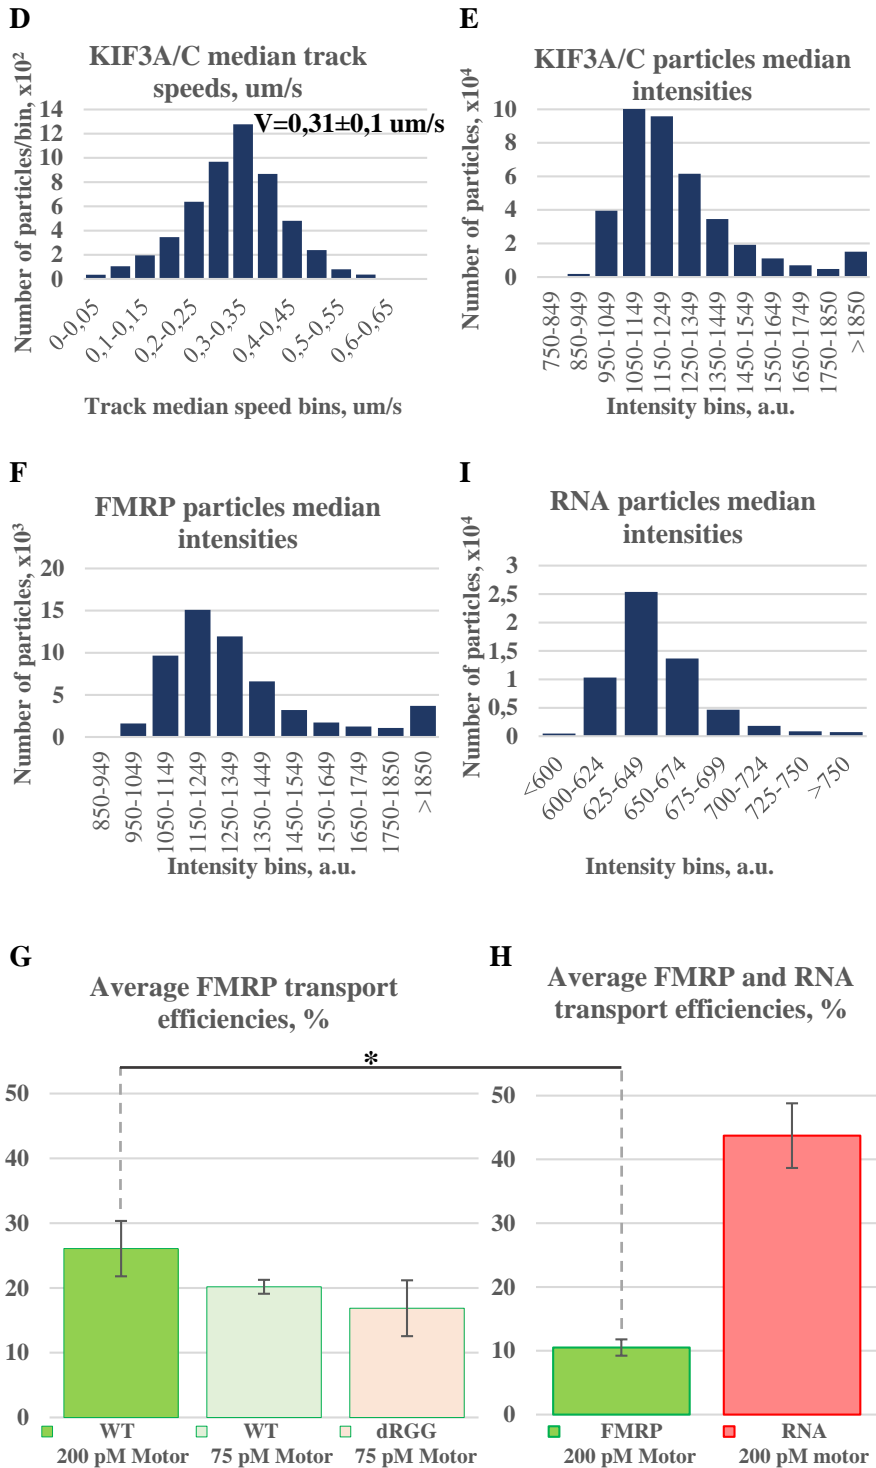 D
KIF3A/C median track
speeds, um/s
Number of particles/bin, x10²
14
12
10
8
6
4
2
0
V=0,31±0,1 um/s
0-0,05
0,1-0,15
0,2-0,25
0,3-0,35
0,4-0,45
0,5-0,55
0,6-0,65
Track median speed bins, um/s
E
KIF3A/C particles median
intensities
Number of particles, x10⁴
10
8
6
4
2
0
750-849
850-949
950-1049
1050-1149
1150-1249
1250-1349
1350-1449
1450-1549
1550-1649
1650-1749
1750-1850
>1850
Intensity bins, a.u.
F
FMRP particles median
intensities
Number of particles, x10³
20
15
10
5
0
850-949
950-1049
1050-1149
1150-1249
1250-1349
1350-1449
1450-1549
1550-1649
1650-1749
1750-1850
>1850
Intensity bins, a.u.
I
RNA particles median
intensities
Number of particles, x10⁴
3
2,5
2
1,5
1
0,5
0
<600
600-624
625-649
650-674
675-699
700-724
725-750
>750
Intensity bins, a.u.
G
Average FMRP transport
efficiencies, %
*
50
40
30
20
10
0
WT
200 pM Motor
WT
75 pM Motor
dRGG
75 pM Motor
H
Average FMRP and RNA
transport efficiencies, %
50
40
30
20
10
0
FMRP
200 pM Motor
RNA
200 pM motor